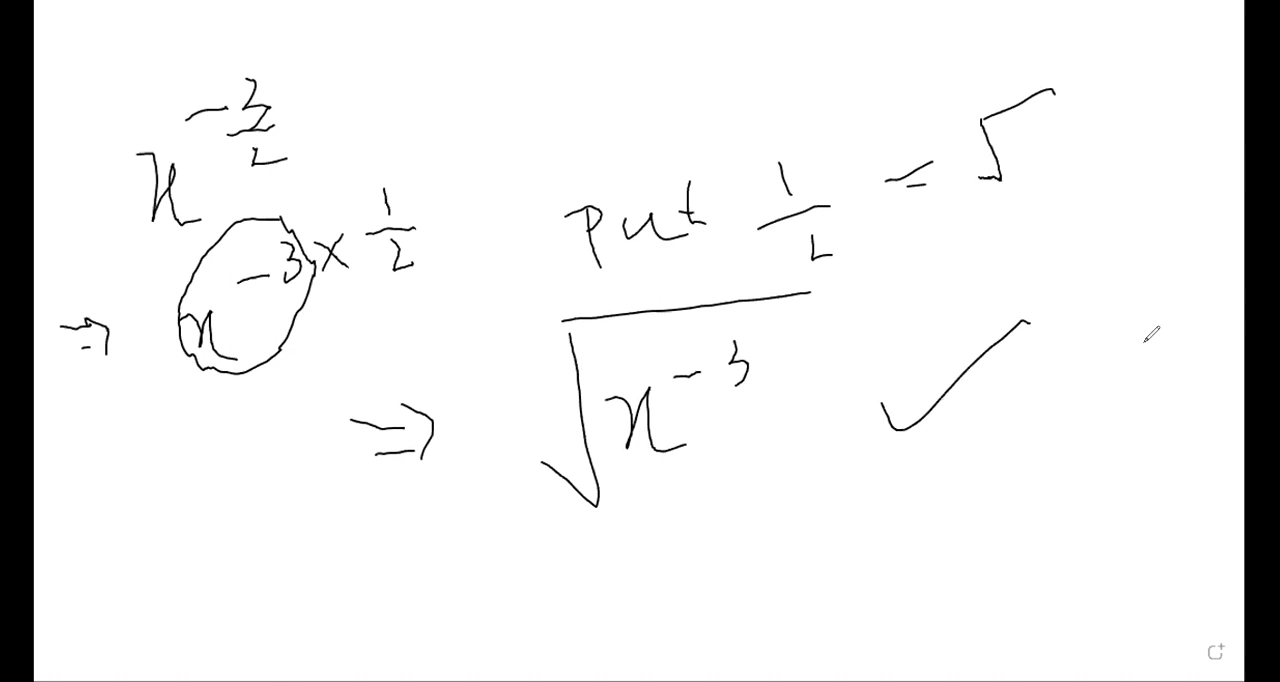 x^{-3/2}
⇒ x^{-3 × 1/2}
put 1/2 = √
⇒ √(x^{-3}) ✓